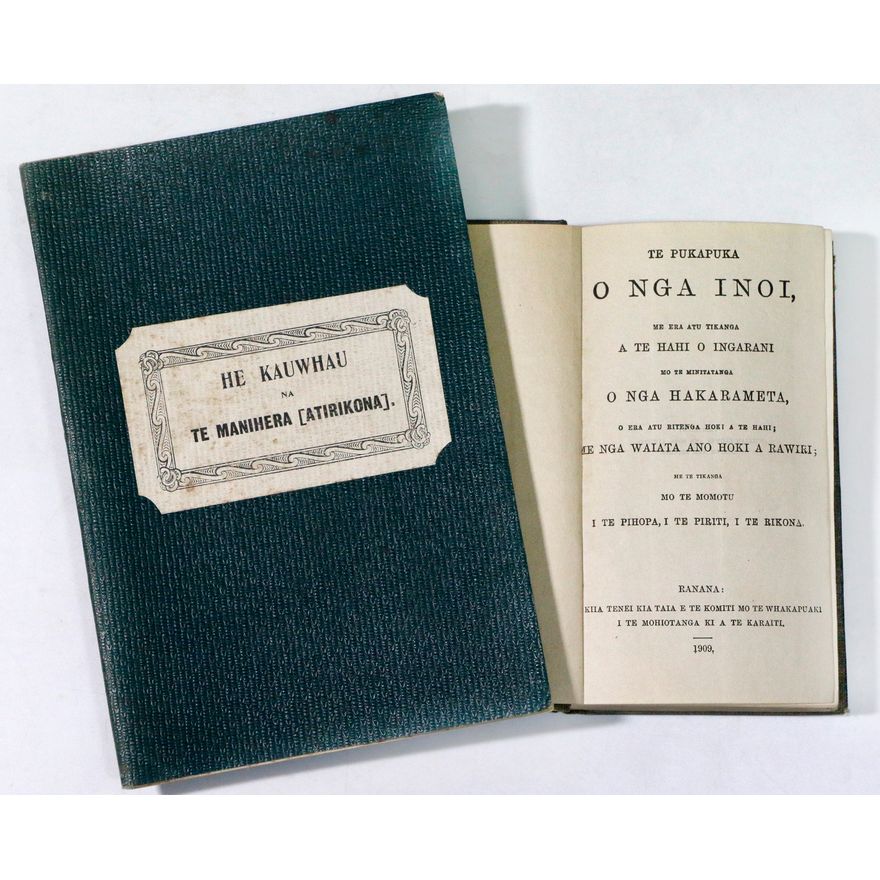 HE KAUWHAU
NA
TE MANIHERA [ATIRIKONA].
TE PUKAPUKA
O NGA INOI,
ME ERA ATU TIKANGA
A TE HAHI O INGARANI
MO TE MINITATANGA
O NGA HAKARAMETA,
O ERA ATU RITENGA HOKI A TE HAHI;
ME NGA WAIATA ANO HOKI A RAWIRI;
ME TE TIKANGA
MO TE MOMOTU
I TE PIHOPA, I TE PIRITI, I TE RIKONA.
RANANA:
KIIA TENEI KIA TAIA E TE KOMITI MO TE WHAKAPUAKI
I TE MOHIOTANGA KI A TE KARAITI.
1909.